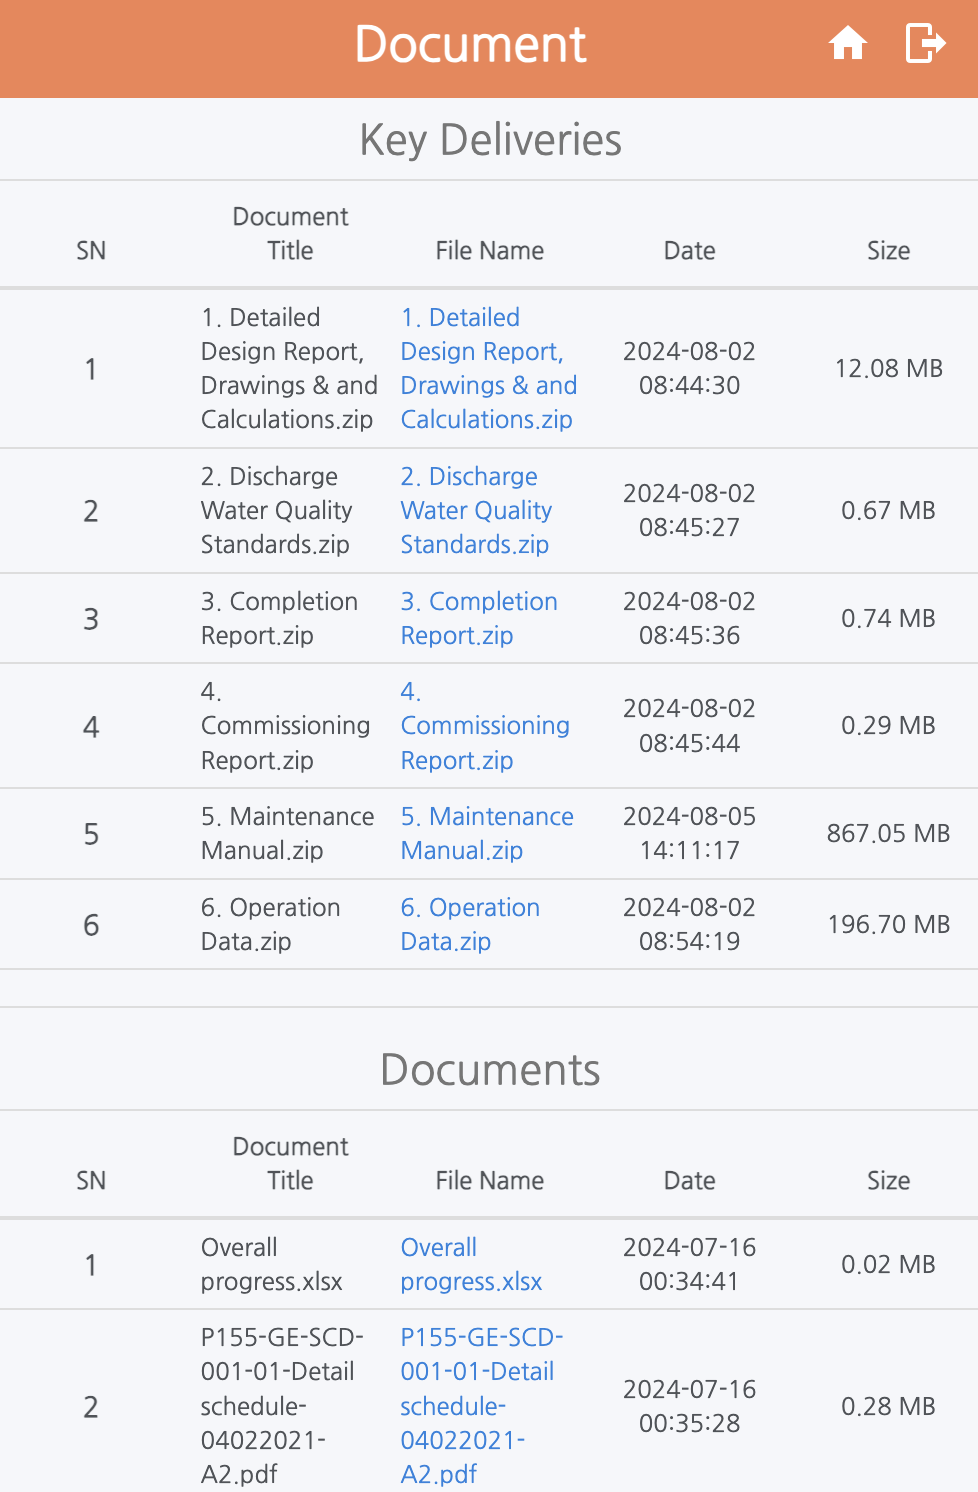 Document
Key Deliveries
SN
Document
Title
File Name
Date
Size
1
1. Detailed
Design Report,
Drawings & and
Calculations.zip
1. Detailed
Design Report,
Drawings & and
Calculations.zip
2024-08-02
08:44:30
12.08 MB
2
2. Discharge
Water Quality
Standards.zip
2. Discharge
Water Quality
Standards.zip
2024-08-02
08:45:27
0.67 MB
3
3. Completion
Report.zip
3. Completion
Report.zip
2024-08-02
08:45:36
0.74 MB
4
4.
Commissioning
Report.zip
4.
Commissioning
Report.zip
2024-08-02
08:45:44
0.29 MB
5
5. Maintenance
Manual.zip
5. Maintenance
Manual.zip
2024-08-05
14:11:17
867.05 MB
6
6. Operation
Data.zip
6. Operation
Data.zip
2024-08-02
08:54:19
196.70 MB
Documents
SN
Document
Title
File Name
Date
Size
1
Overall
progress.xlsx
Overall
progress.xlsx
2024-07-16
00:34:41
0.02 MB
2
P155-GE-SCD-
001-01-Detail
schedule-
04022021-
A2.pdf
P155-GE-SCD-
001-01-Detail
schedule-
04022021-
A2.pdf
2024-07-16
00:35:28
0.28 MB